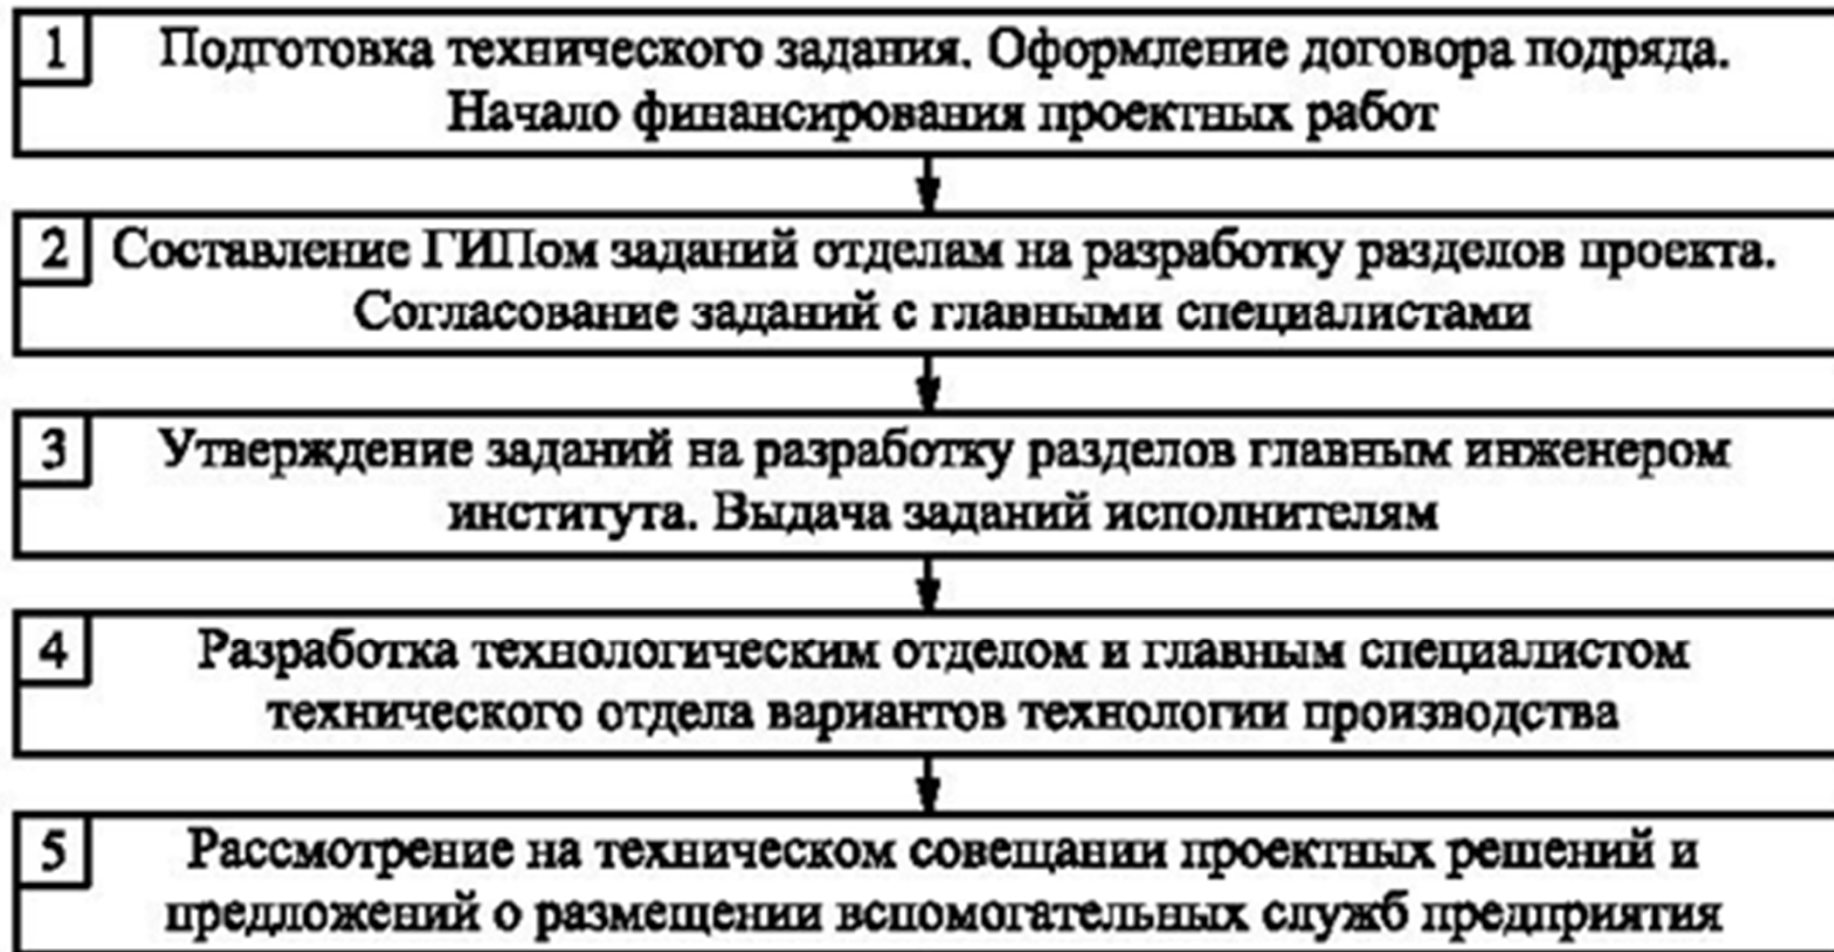 1
Подготовка технического задания. Оформление договора подряда.
Начало финансирования проектных работ
2
Составление ГИПом заданий отделам на разработку разделов проекта.
Согласование заданий с главными специалистами
3
Утверждение заданий на разработку разделов главным инженером
института. Выдача заданий исполнителям
4
Разработка технологическим отделом и главным специалистом
технического отдела вариантов технологии производства
5
Рассмотрение на техническом совещании проектных решений и
предложений о размещении вспомогательных служб предприятия